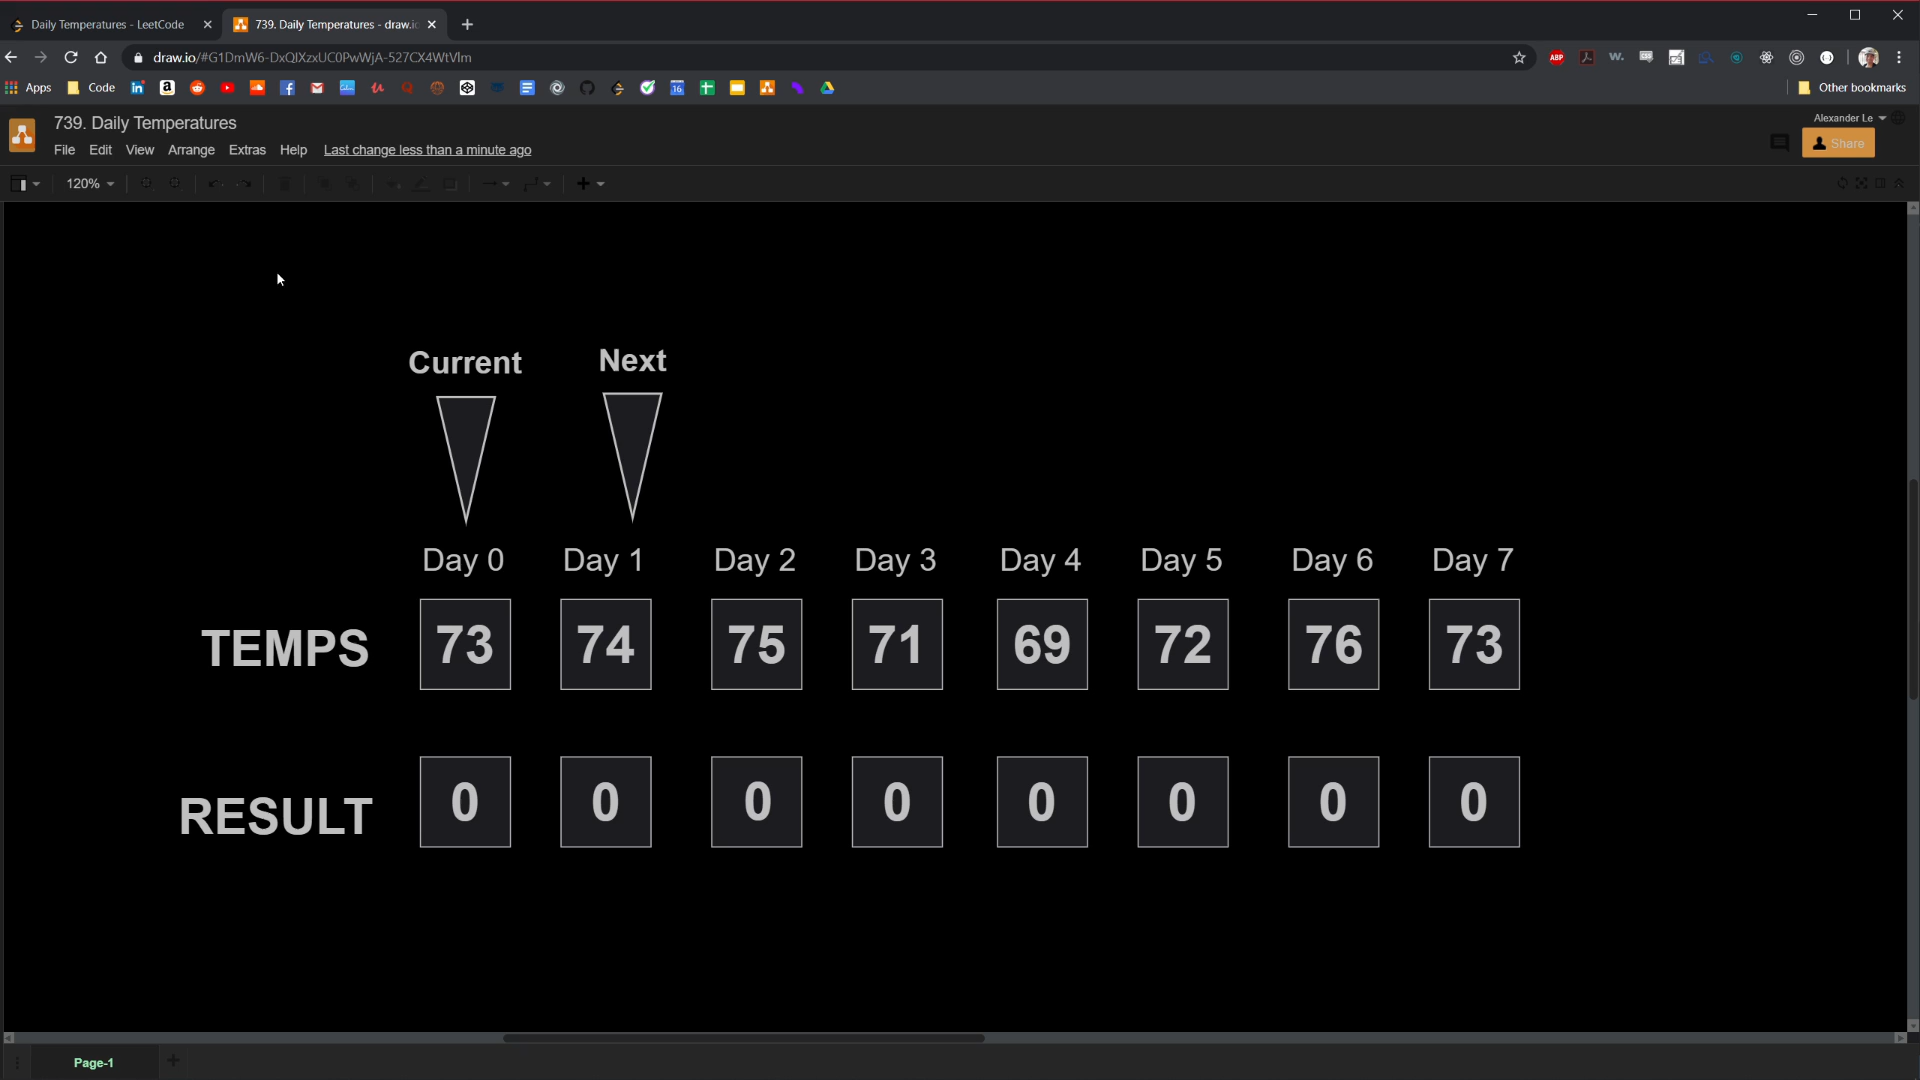 Daily Temperatures - LeetCode
739. Daily Temperatures - draw.i
draw.io/#G1DmW6-DxQJXzxUC0PwWjA-527CX4WtVlm
ABP
Apps
Code
Other bookmarks
739. Daily Temperatures
Alexander Le
File Edit View Arrange Extras Help Last change less than a minute ago
Share
120%
Current Next
Day 0 Day 1 Day 2 Day 3 Day 4 Day 5 Day 6 Day 7
TEMPS 73 74 75 71 69 72 76 73
RESULT 0 0 0 0 0 0 0 0
Page-1